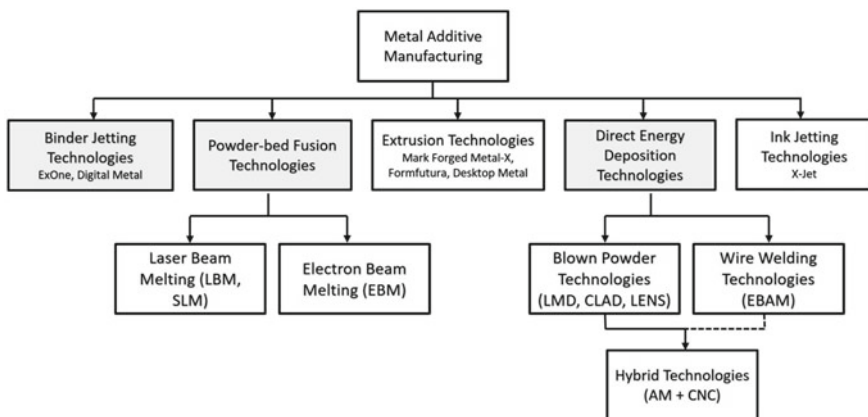 Metal Additive
Manufacturing
Binder Jetting
Technologies
ExOne, Digital Metal
Powder-bed Fusion
Technologies
Extrusion Technologies
Mark Forged Metal-X,
Formfutura, Desktop Metal
Direct Energy
Deposition
Technologies
Ink Jetting
Technologies
X-Jet
Laser Beam
Melting (LBM,
SLM)
Electron Beam
Melting (EBM)
Blown Powder
Technologies
(LMD, CLAD, LENS)
Wire Welding
Technologies
(EBAM)
Hybrid Technologies
(AM + CNC)